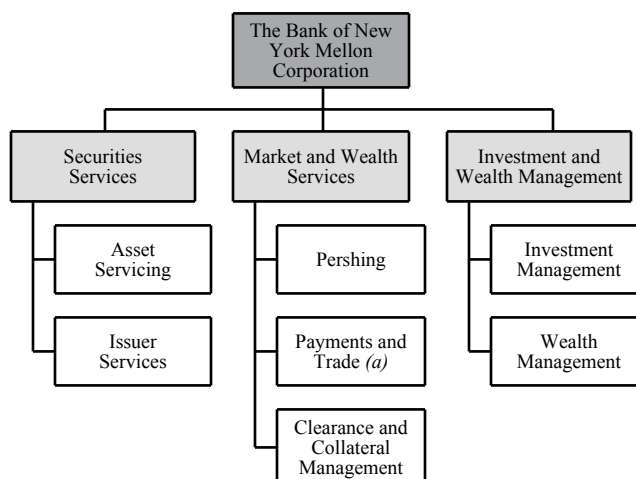 The Bank of New
York Mellon
Corporation
Securities
Services
Market and Wealth
Services
Investment and
Wealth Management
Asset
Servicing
Pershing
Investment
Management
Issuer
Services
Payments and
Trade (a)
Wealth
Management
Clearance and
Collateral
Management